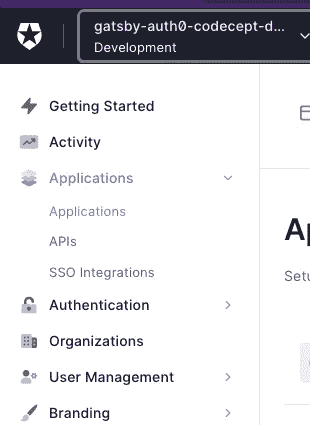 gatsby-auth0-codecept-d...
Development
Getting Started
Activity
Applications
Applications
APIs
SSO Integrations
Authentication
Organizations
User Management
Branding
Ap
Setu